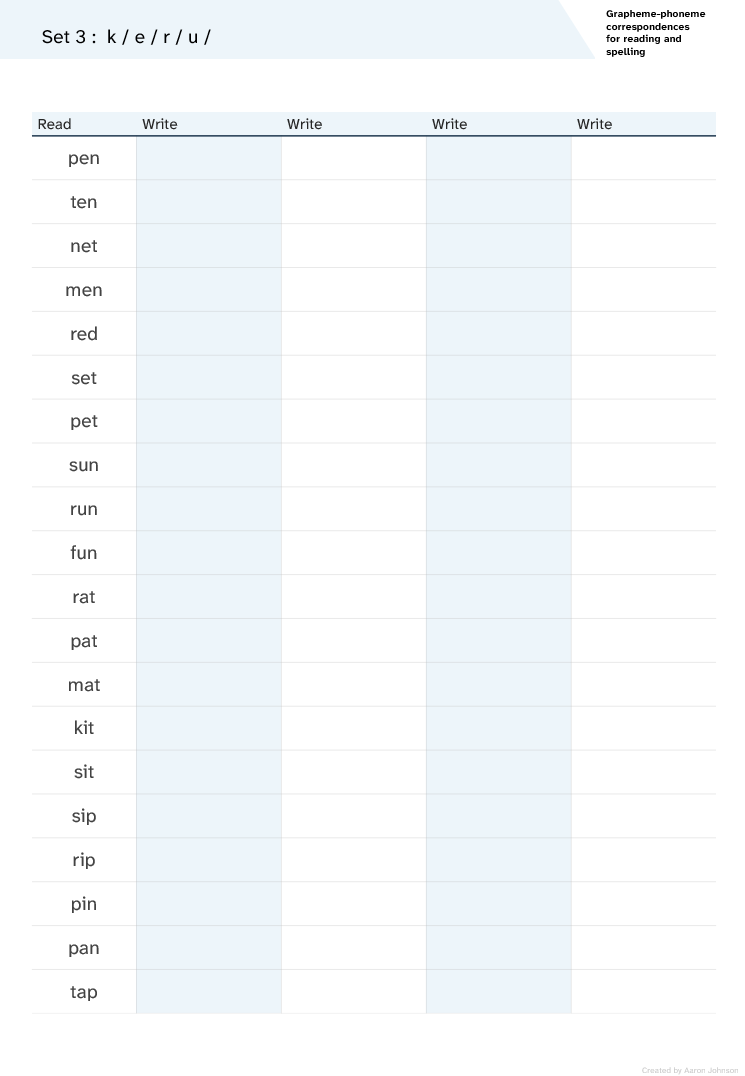 Set 3 : k / e / r / u /
Grapheme-phoneme
correspondences
for reading and
spelling
Read Write Write Write Write
pen
ten
net
men
red
set
pet
sun
run
fun
rat
pat
mat
kit
sit
sip
rip
pin
pan
tap
Created by Aaron Johnson